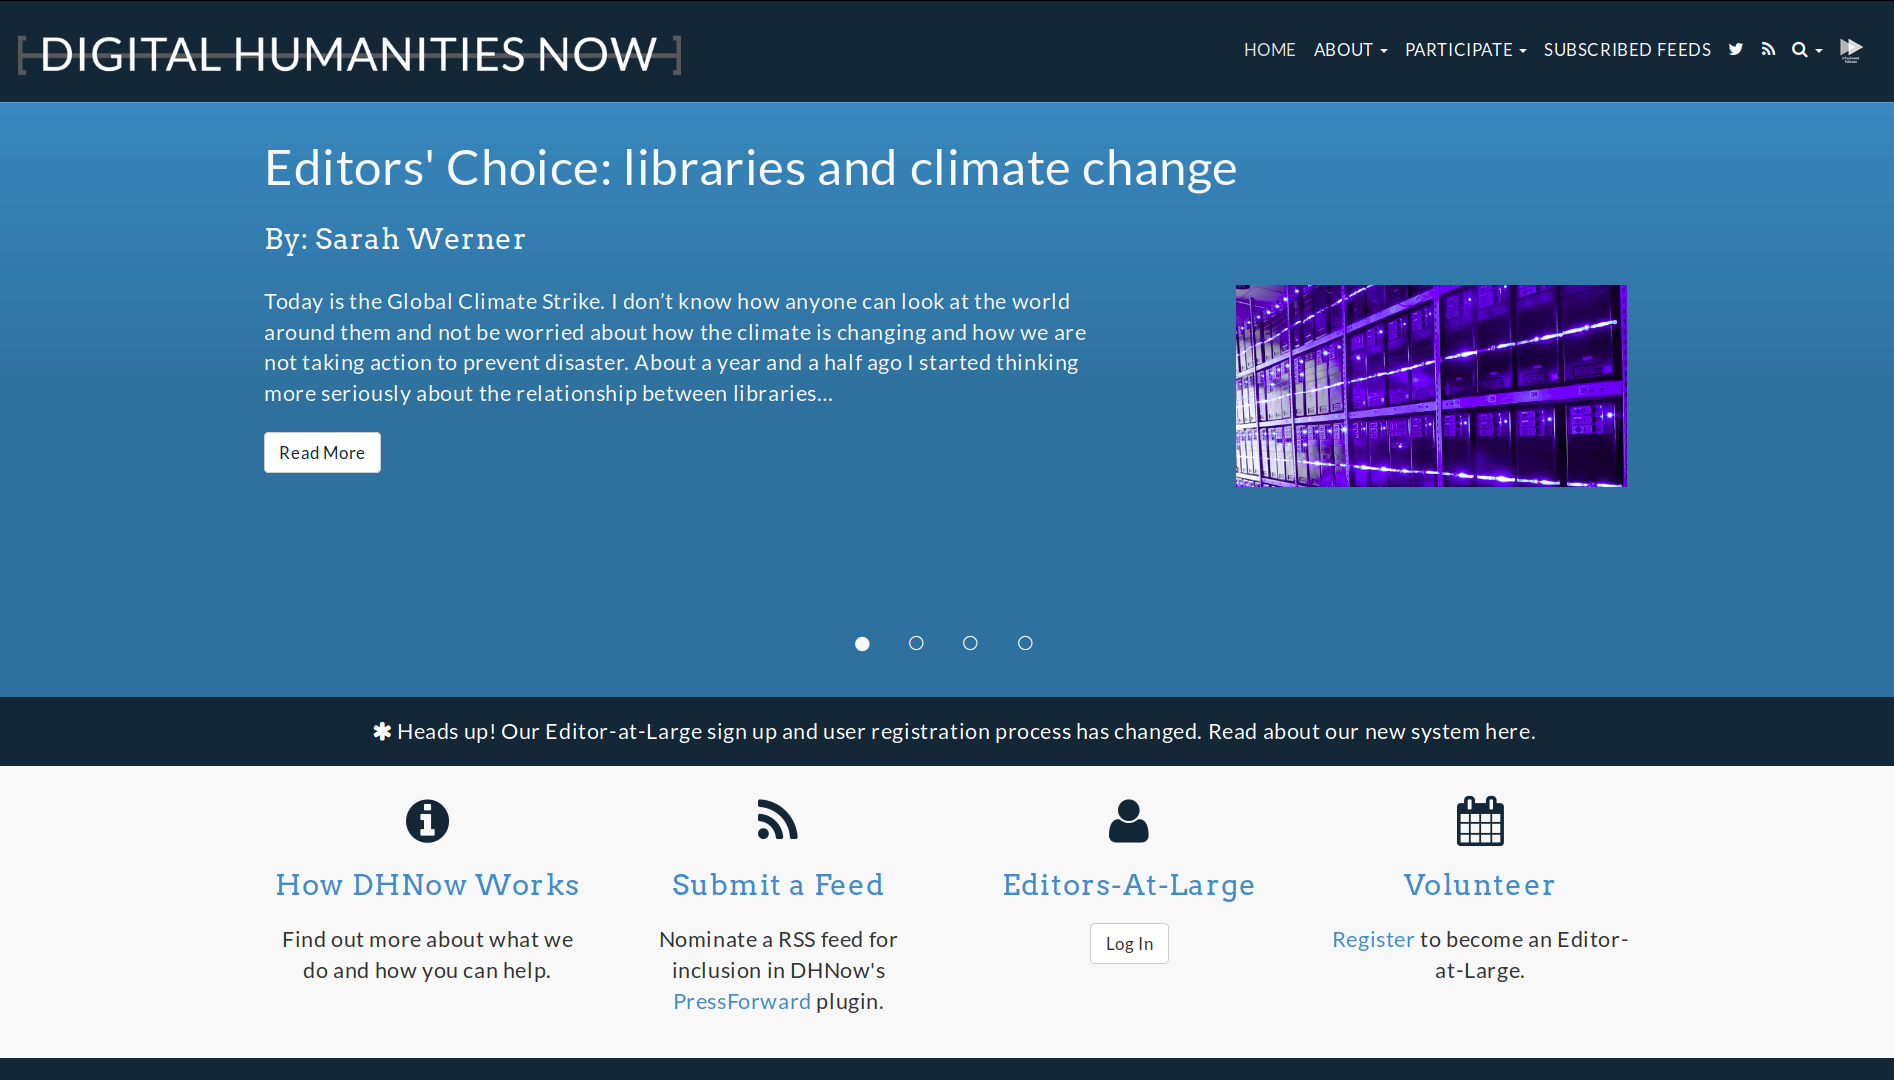 DIGITAL HUMANITIES NOW
HOME ABOUT PARTICIPATE SUBSCRIBED FEEDS
Editors' Choice: libraries and climate change
By: Sarah Werner
Today is the Global Climate Strike. I don’t know how anyone can look at the world
around them and not be worried about how the climate is changing and how we are
not taking action to prevent disaster. About a year and a half ago I started thinking
more seriously about the relationship between libraries...
Read More
Heads up! Our Editor-at-Large sign up and user registration process has changed. Read about our new system here.
How DHNow Works
Find out more about what we
do and how you can help.
Submit a Feed
Nominate a RSS feed for
inclusion in DHNow's
PressForward plugin.
Editors-At-Large
Log In
Volunteer
Register to become an Editor-
at-Large.